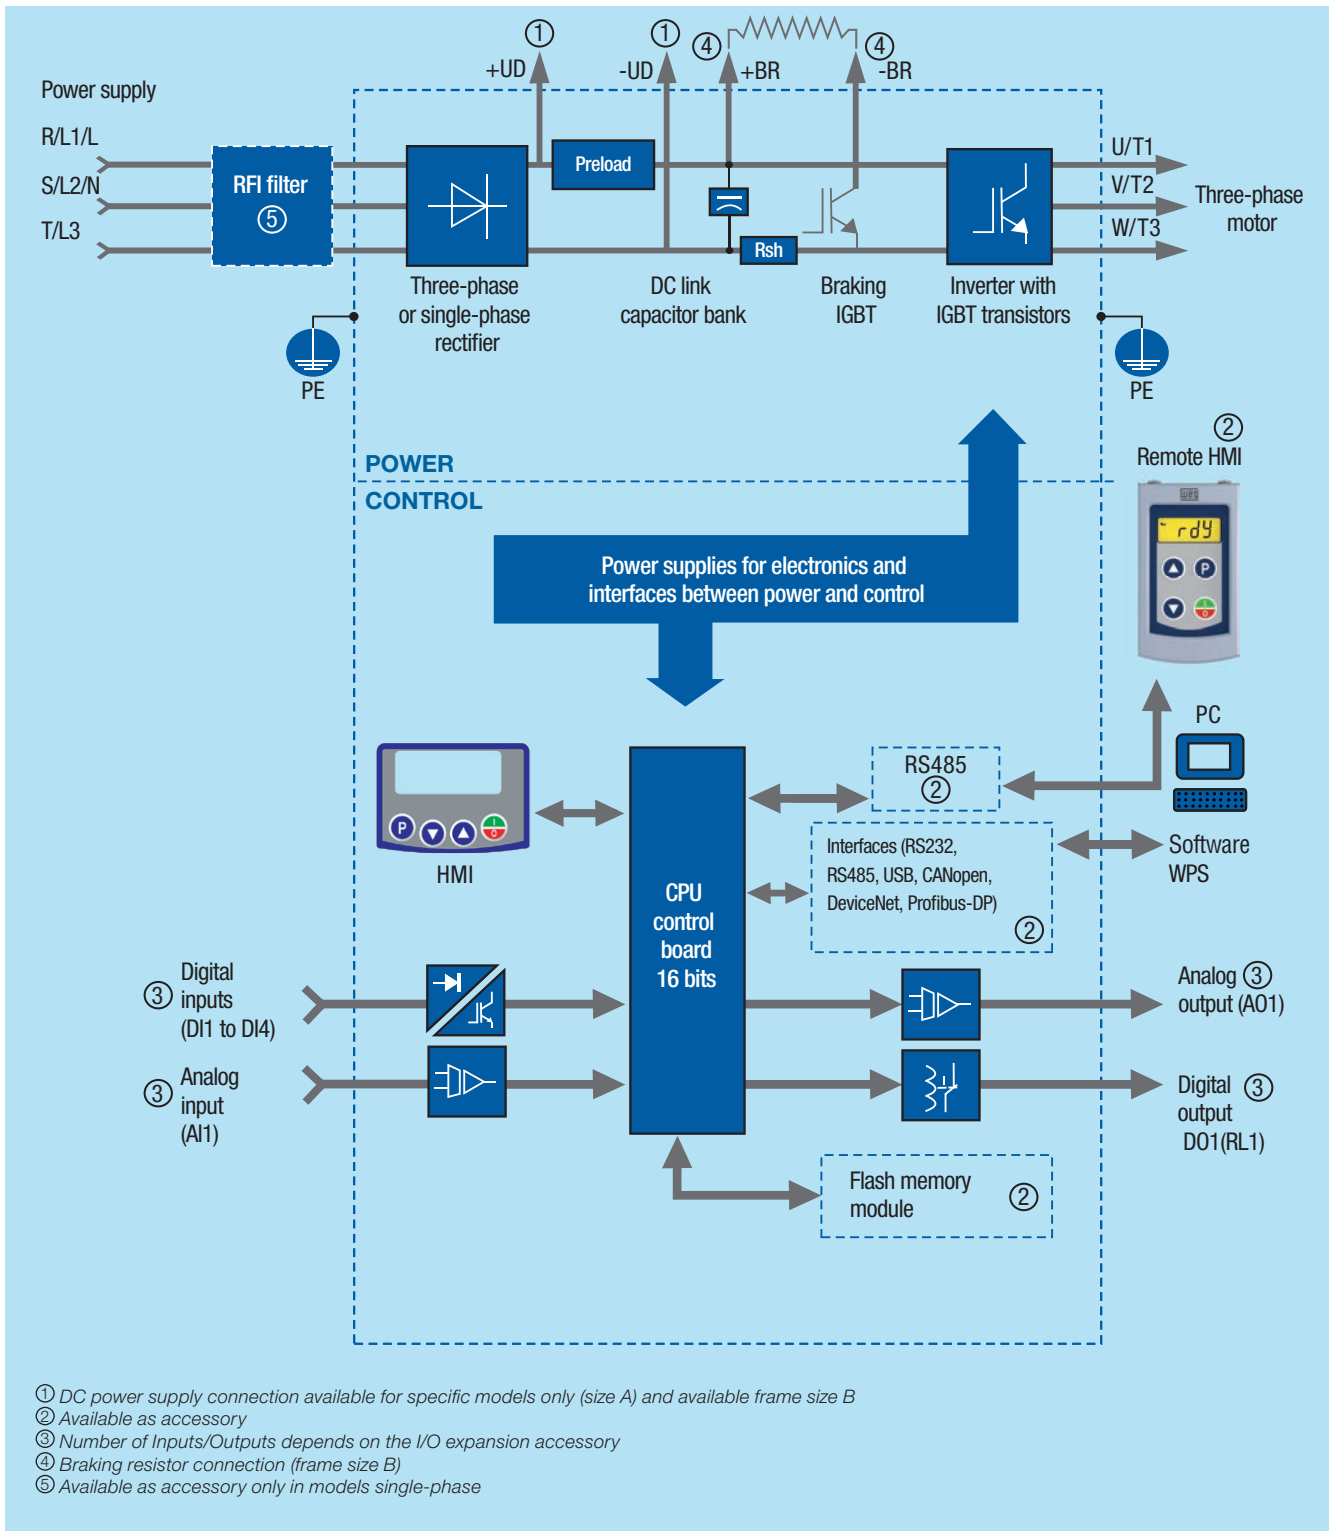 ①
①
④
④
+UD
-UD
+BR
-BR
Power supply
R/L1/L
S/L2/N
T/L3
RFI filter
⑤
Preload
Rsh
U/T1
V/T2
W/T3
Three-phase
motor
Three-phase
or single-phase
rectifier
DC link
capacitor bank
Braking
IGBT
Inverter with
IGBT transistors
PE
PE
POWER
CONTROL
②
Remote HMI
weg
rdy
P
I
O
Power supplies for electronics and
interfaces between power and control
PC
Software
WPS
P
I
O
HMI
CPU
control
board
16 bits
RS485
②
Interfaces (RS232,
RS485, USB, CANopen,
DeviceNet, Profibus-DP)
②
③ Digital
inputs
(DI1 to DI4)
③ Analog
input
(AI1)
Analog ③
output (AO1)
Digital ③
output
DO1(RL1)
Flash memory
module
②
① DC power supply connection available for specific models only (size A) and available frame size B
② Available as accessory
③ Number of Inputs/Outputs depends on the I/O expansion accessory
④ Braking resistor connection (frame size B)
⑤ Available as accessory only in models single-phase